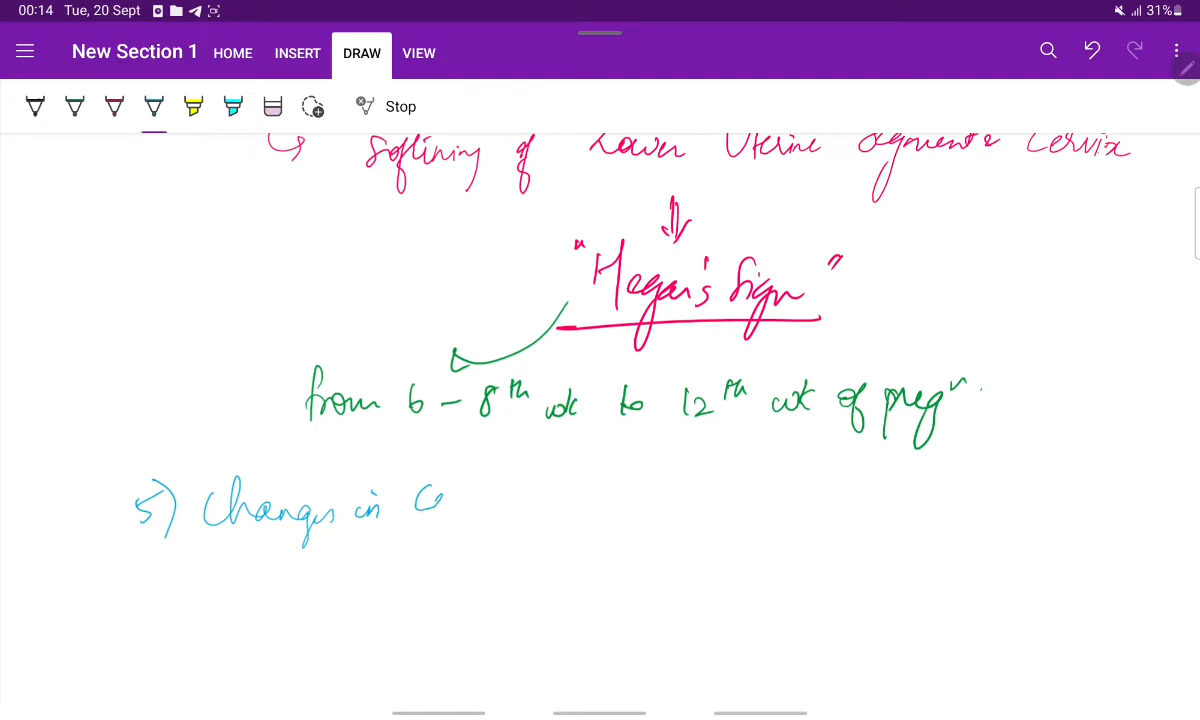 00:14 Tue, 20 Sept 31%
New Section 1 HOME INSERT DRAW VIEW
Stop
Softining of Lower Uterine Segment & Cervix
"Hegar's Sign"
from 6 - 8th wk to 12th wk of pregn.
5) Changes in C